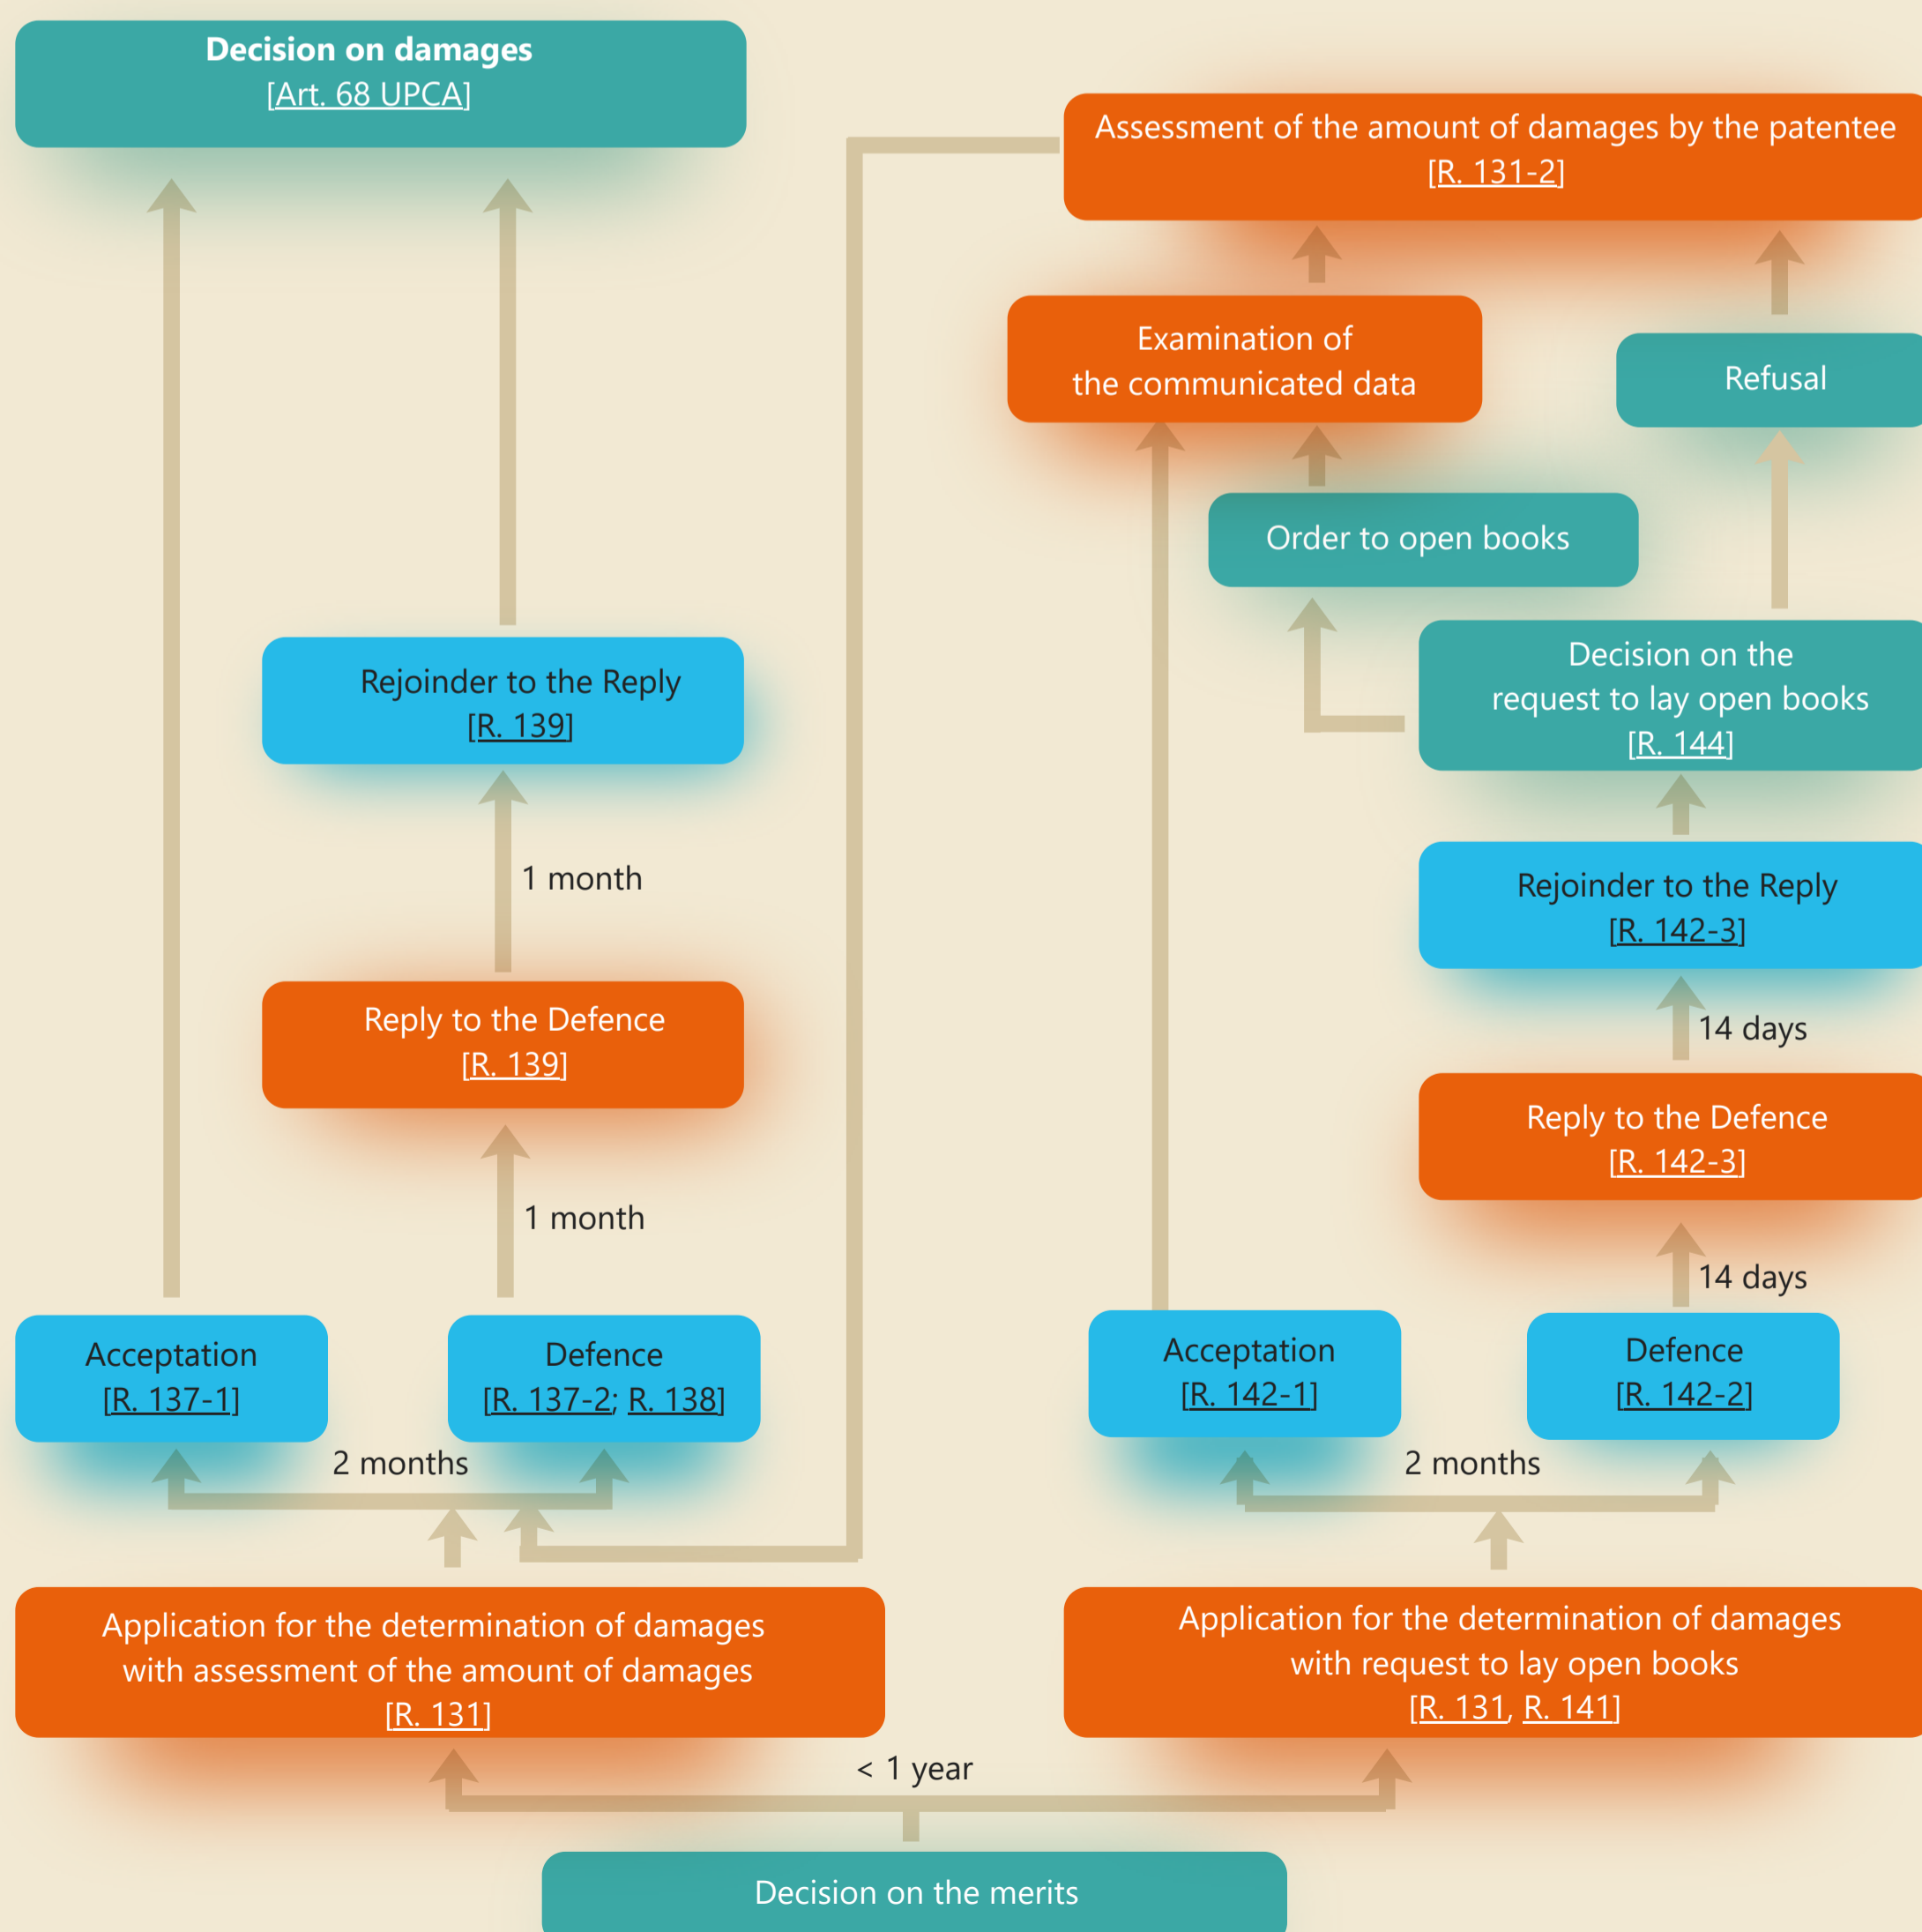 Decision on damages
[Art. 68 UPCA]
Assessment of the amount of damages by the patentee
[R. 131-2]
Examination of
the communicated data
Refusal
Order to open books
Decision on the
request to lay open books
[R. 144]
Rejoinder to the Reply
[R. 139]
1 month
Rejoinder to the Reply
[R. 142-3]
14 days
Reply to the Defence
[R. 139]
Reply to the Defence
[R. 142-3]
1 month
14 days
Acceptation
[R. 137-1]
Defence
[R. 137-2; R. 138]
Acceptation
[R. 142-1]
Defence
[R. 142-2]
2 months
2 months
Application for the determination of damages
with assessment of the amount of damages
[R. 131]
Application for the determination of damages
with request to lay open books
[R. 131, R. 141]
< 1 year
Decision on the merits